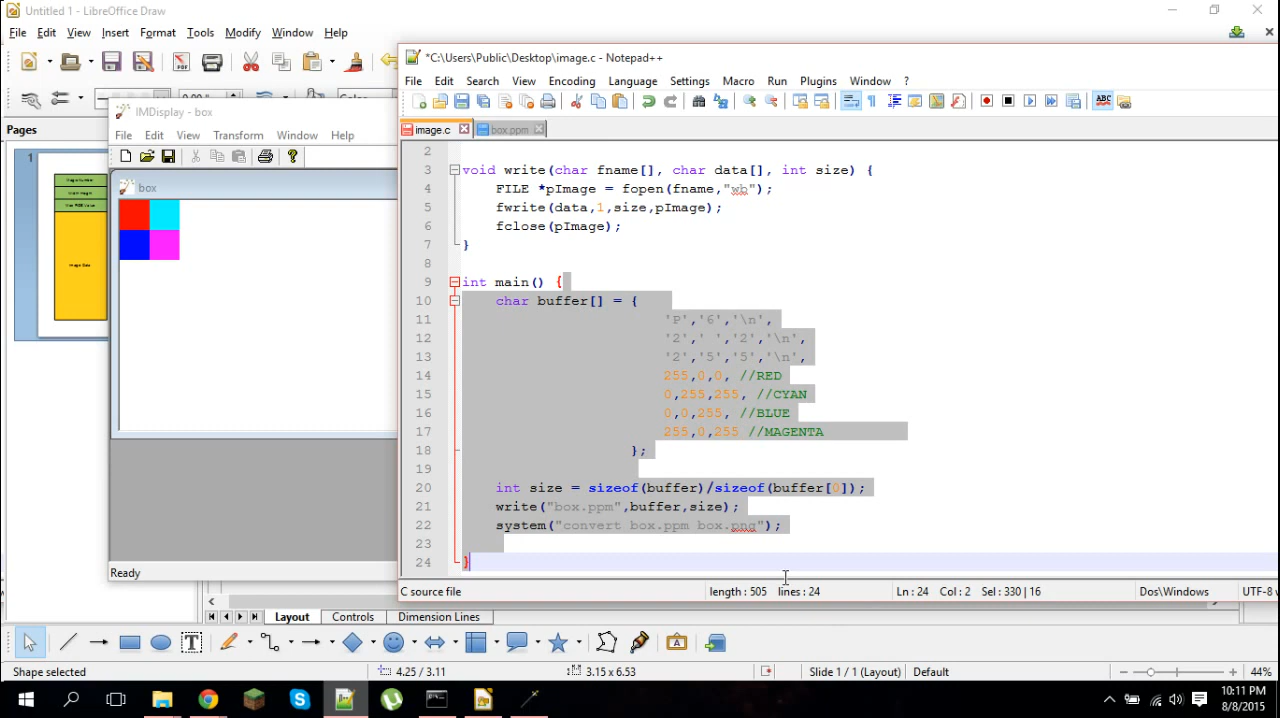 Untitled 1 - LibreOffice Draw
File Edit View Insert Format Tools Modify Window Help
Pages
1
IMDisplay - box
File Edit View Transform Window Help
box
Ready
*C:\Users\Public\Desktop\image.c - Notepad++
File Edit Search View Encoding Language Settings Macro Run Plugins Window ?
image.c box.ppm
2
3 void write(char fname[], char data[], int size) {
4 FILE *pImage = fopen(fname,"wb");
5 fwrite(data,1,size,pImage);
6 fclose(pImage);
7 }
8
9 int main() {
10 char buffer[] = {
11 'P','6','\n',
12 '2',' ','2','\n',
13 '2','5','5','\n',
14 255,0,0, //RED
15 0,255,255, //CYAN
16 0,0,255, //BLUE
17 255,0,255 //MAGENTA
18 };
19
20 int size = sizeof(buffer)/sizeof(buffer[0]);
21 write("box.ppm",buffer,size);
22 system("convert box.ppm box.png");
23
24 }
C source file length : 505 lines : 24 Ln : 24 Col : 2 Sel : 330 | 16 Dos\Windows UTF-8 w
Layout Controls Dimension Lines
Shape selected 4.25 / 3.11 3.15 x 6.53 Slide 1 / 1 (Layout) Default 44%
10:11 PM
8/8/2015